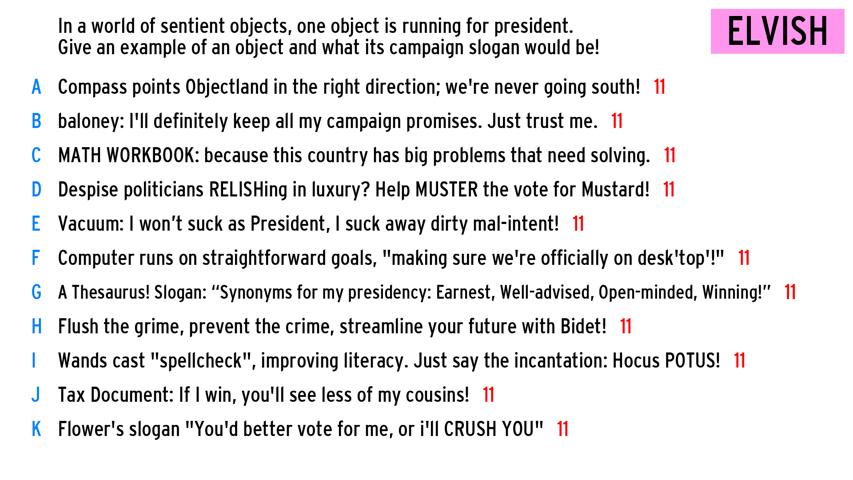 In a world of sentient objects, one object is running for president.
Give an example of an object and what its campaign slogan would be!
ELVISH
A Compass points Objectland in the right direction; we're never going south! 11
B baloney: I'll definitely keep all my campaign promises. Just trust me. 11
C MATH WORKBOOK: because this country has big problems that need solving. 11
D Despise politicians RELISHing in luxury? Help MUSTER the vote for Mustard! 11
E Vacuum: I won’t suck as President, I suck away dirty mal-intent! 11
F Computer runs on straightforward goals, "making sure we're officially on desk'top'!" 11
G A Thesaurus! Slogan: “Synonyms for my presidency: Earnest, Well-advised, Open-minded, Winning!” 11
H Flush the grime, prevent the crime, streamline your future with Bidet! 11
I Wands cast "spellcheck", improving literacy. Just say the incantation: Hocus POTUS! 11
J Tax Document: If I win, you'll see less of my cousins! 11
K Flower's slogan "You'd better vote for me, or i'll CRUSH YOU" 11